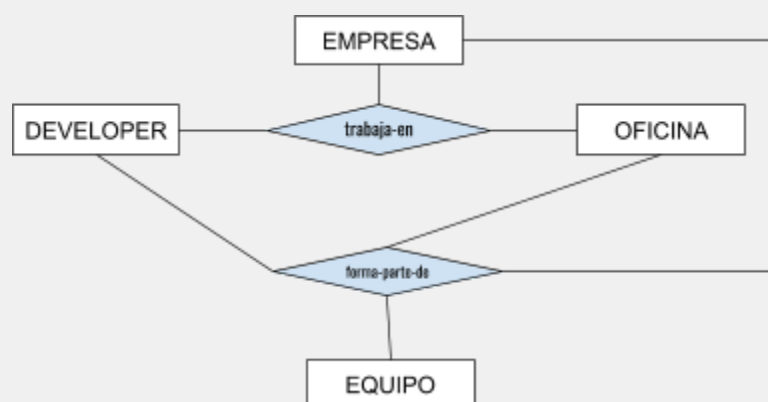 EMPRESA
DEVELOPER
trabaja-en
OFICINA
forma-parte-de
EQUIPO